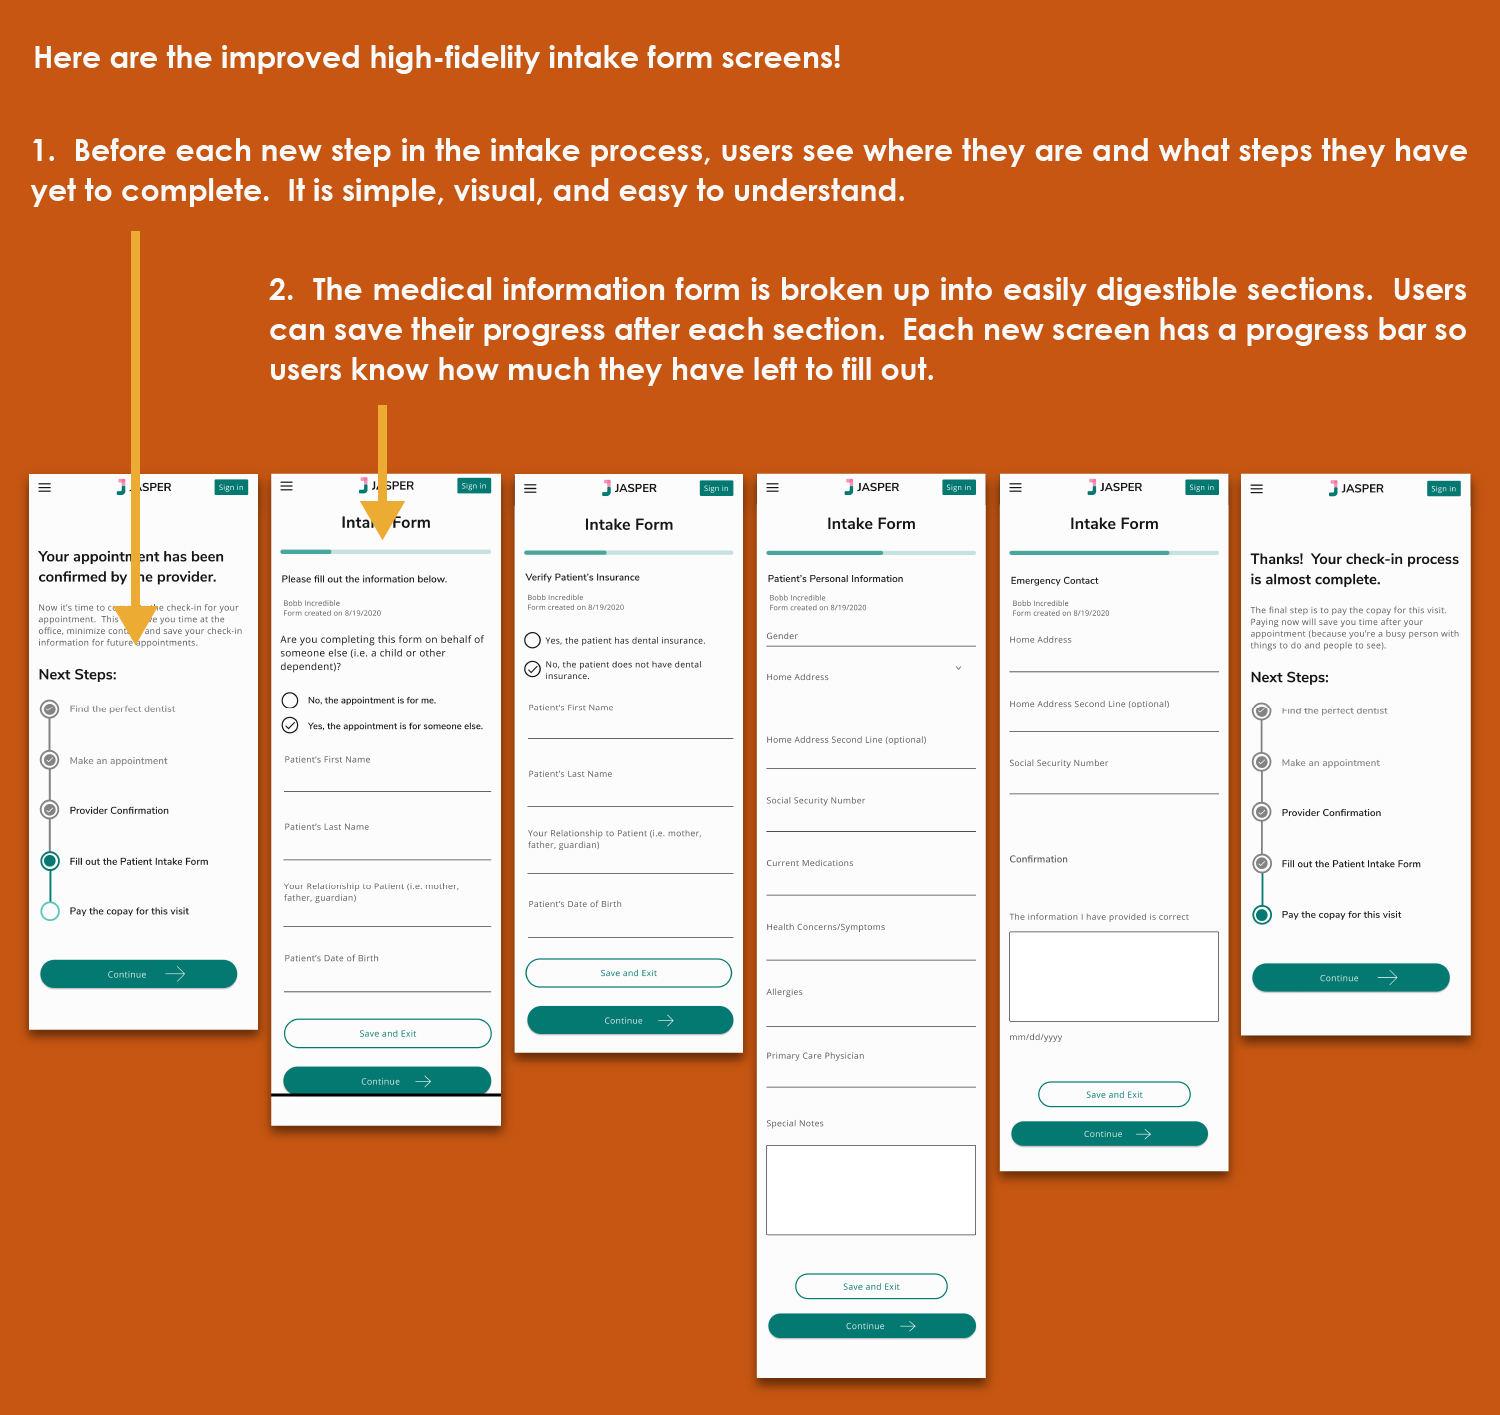 Here are the improved high-fidelity intake form screens!
1. Before each new step in the intake process, users see where they are and what steps they have
yet to complete. It is simple, visual, and easy to understand.
2. The medical information form is broken up into easily digestible sections. Users
can save their progress after each section. Each new screen has a progress bar so
users know how much they have left to fill out.
JASPER
Sign in
Your appointment has been
confirmed by the provider.
Now it's time to the check-in for your
appointment. This you time at the
office, minimize and save your check-in
information for future appointments.
Next Steps:
Find the perfect dentist
Make an appointment
Provider Confirmation
Fill out the Patient Intake Form
Pay the copay for this visit
Continue
JASPER
Sign in
Intake Form
Please fill out the information below.
Bobb Incredible
Form created on 8/19/2020
Are you completing this form on behalf of
someone else (i.e. a child or other
dependent)?
No, the appointment is for me.
Yes, the appointment is for someone else.
Patient's First Name
Patient's Last Name
Your Relationship to Patient (i.e. mother,
father, guardian)
Patient's Date of Birth
Save and Exit
Continue
JASPER
Sign in
Intake Form
Verify Patient's Insurance
Bobb Incredible
Form created on 8/19/2020
Yes, the patient has dental insurance.
No, the patient does not have dental
insurance.
Patient's First Name
Patient's Last Name
Your Relationship to Patient (i.e. mother,
father, guardian)
Patient's Date of Birth
Save and Exit
Continue
JASPER
Sign in
Intake Form
Patient's Personal Information
Bobb Incredible
Form created on 8/19/2020
Gender
Home Address
Home Address Second Line (optional)
Social Security Number
Current Medications
Health Concerns/Symptoms
Allergies
Primary Care Physician
Special Notes
Save and Exit
Continue
JASPER
Sign in
Intake Form
Emergency Contact
Bobb Incredible
Form created on 8/19/2020
Home Address
Home Address Second Line (optional)
Social Security Number
Confirmation
The information I have provided is correct
mm/dd/yyyy
Save and Exit
Continue
JASPER
Sign in
Thanks! Your check-in process
is almost complete.
The final step is to pay the copay for this visit.
Paying now will save you time after your
appointment (because you're a busy person with
things to do and people to see).
Next Steps:
Find the perfect dentist
Make an appointment
Provider Confirmation
Fill out the Patient Intake Form
Pay the copay for this visit
Continue